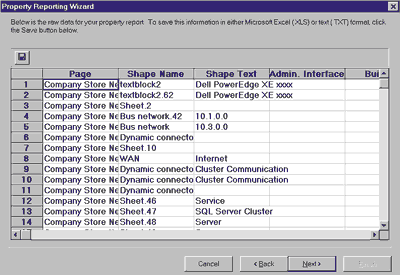 Property Reporting Wizard
Below is the raw data for your property report. To save this information in either Microsoft Excel (.XLS) or text (.TXT) format, click
the Save button below.
Page Shape Name Shape Text Admin. Interface Bui
1 Company Store Ne textblock2 Dell PowerEdge XE xxxx
2 Company Store Ne textblock2.62 Dell PowerEdge XE xxxx
3 Company Store Ne Sheet.2
4 Company Store Ne Bus network.42 10.1.0.0
5 Company Store Ne Bus network 10.3.0.0
6 Company Store Ne Dynamic connecto
7 Company Store Ne Sheet.10
8 Company Store Ne WAN Internet
9 Company Store Ne Dynamic connecto Cluster Communication
10 Company Store Ne Dynamic connecto Cluster Communication
11 Company Store Ne Dynamic connecto
12 Company Store Ne Sheet.46 Service
13 Company Store Ne Sheet.47 SQL Server Cluster
14 Company Store Ne Sheet.48 Server
Cancel <Back Next>